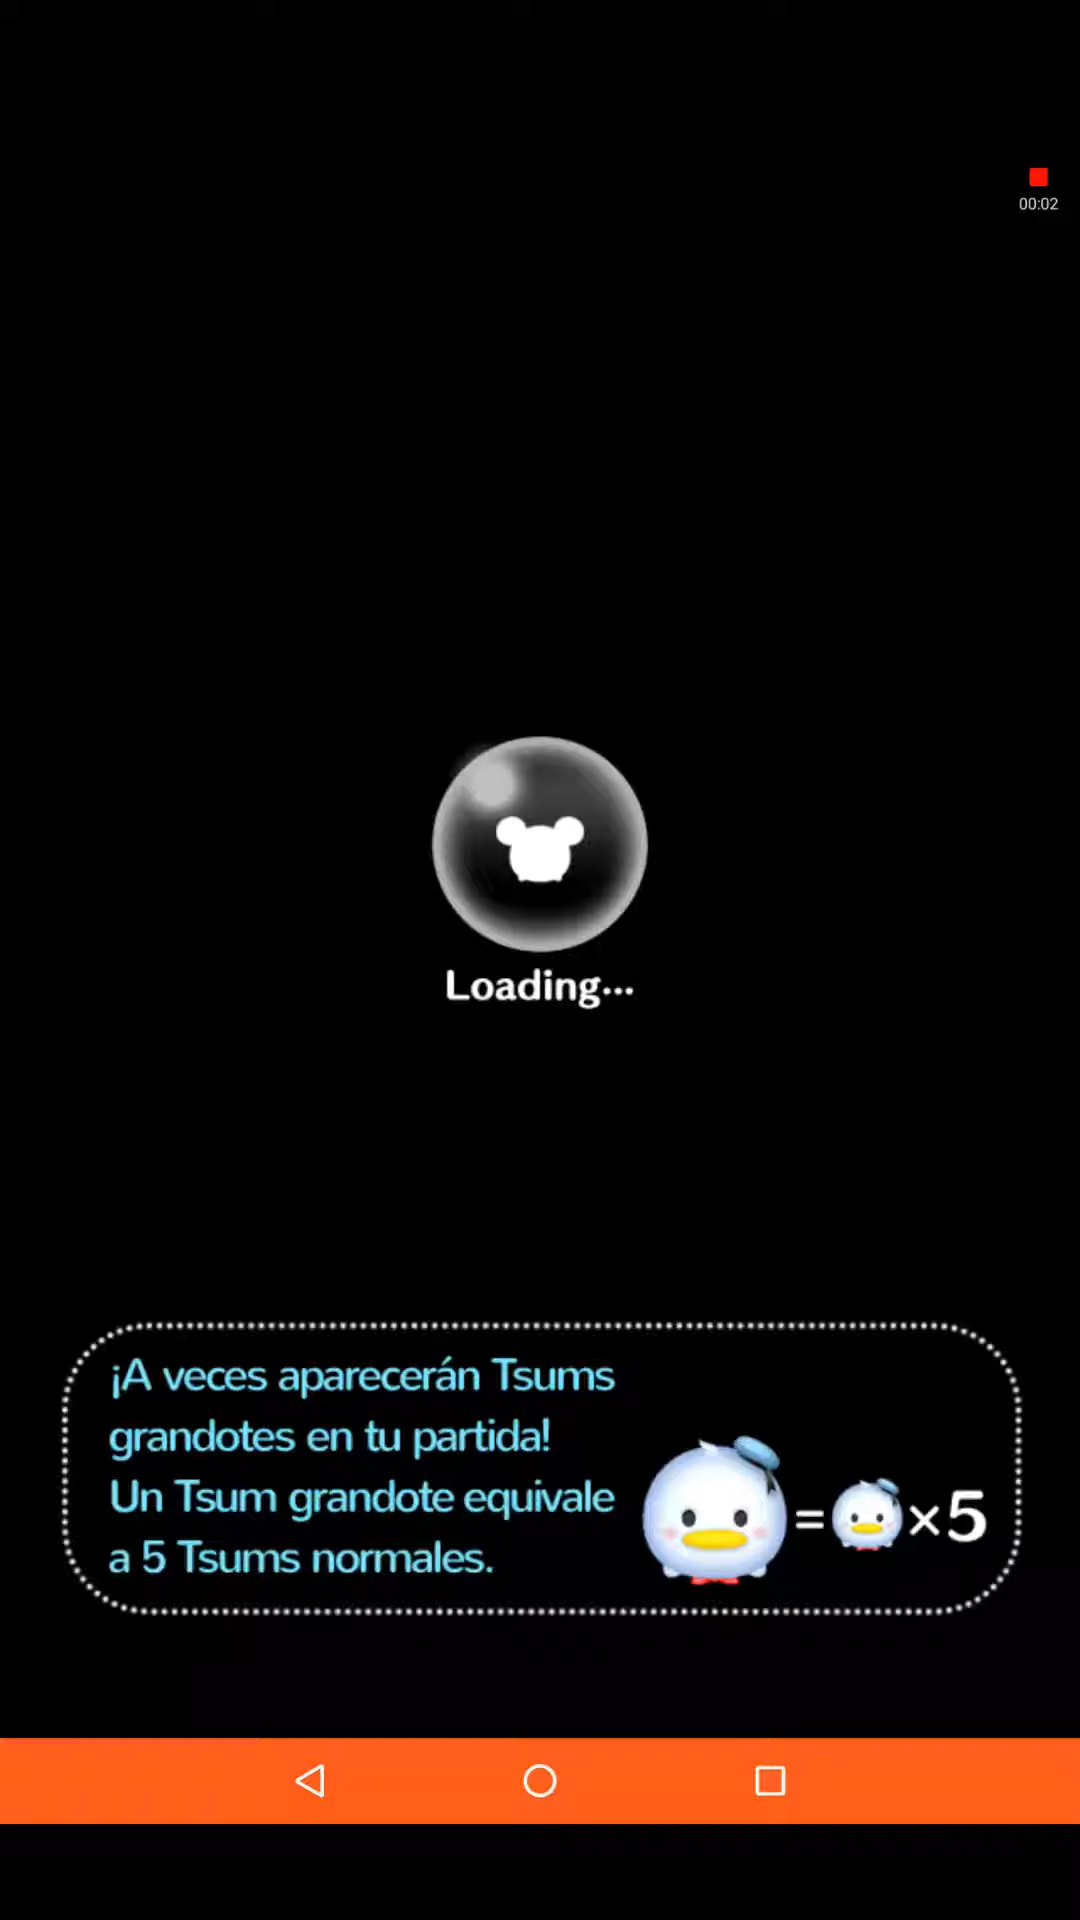 00:02
Loading...
¡A veces aparecerán Tsums
grandotes en tu partida!
Un Tsum grandote equivale
a 5 Tsums normales.
=×5